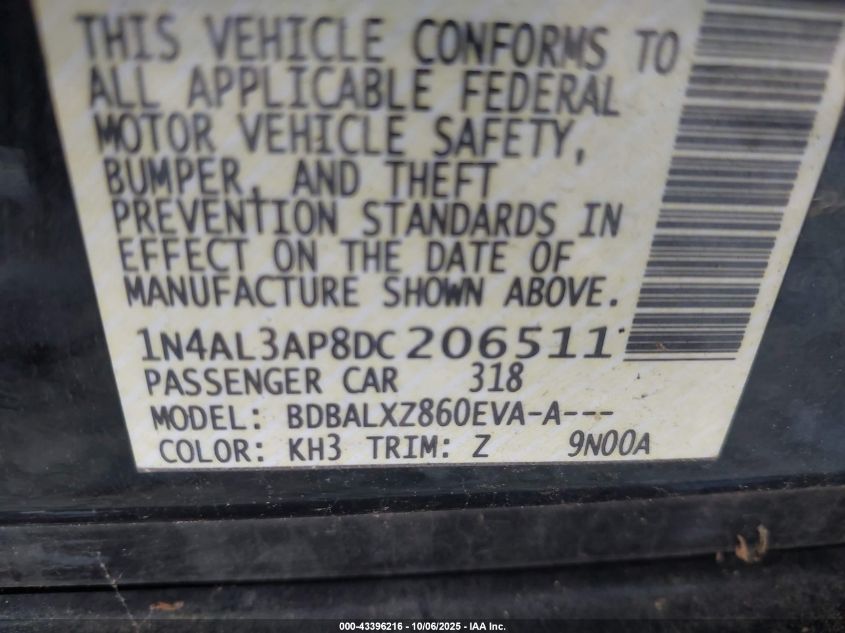 THIS VEHICLE CONFORMS TO
ALL APPLICABLE FEDERAL
MOTOR VEHICLE SAFETY,
BUMPER, AND THEFT
PREVENTION STANDARDS IN
EFFECT ON THE DATE OF
MANUFACTURE SHOWN ABOVE.
1N4AL3AP8DC206511
PASSENGER CAR 318
MODEL: BDBALXZ860EVA-A---
COLOR: KH3 TRIM: Z 9N00A
000-43396216 - 10/06/2025 - IAA Inc.